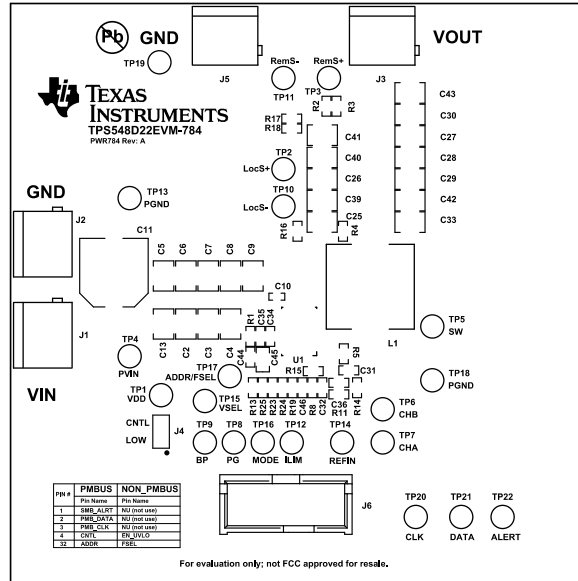 Pb
GND
TP19
J5
J3
VOUT
RemS-
TP11
RemS+
TP3
TEXAS
INSTRUMENTS
TPS548D22EVM-784
PWR784 Rev: A
R2
R3
R17
R18
C41
C40
C26
C39
C25
C43
C30
C27
C28
C29
C42
C33
TP2
LocS+
TP10
LocS-
R16
R4
GND
J2
TP13
PGND
C11
C5
C6
C7
C8
C9
C10
L1
J1
VIN
TP4
PVIN
C13
C2
C3
C4
R1
C35
C34
C44
C45
U1
R15
R5
C31
TP5
SW
TP18
PGND
TP17
ADDR/FSEL
TP1
VDD
TP15
VSEL
R13
R25
R23
R24
R19
C46
R8
C32
C36
R11
R14
TP6
CHB
TP7
CHA
J4
CNTL
LOW
TP9
BP
TP8
PG
TP16
MODE
TP12
ILIM
TP14
REFIN
PIN # PMBUS NON_PMBUS
Pin Name Pin Name
1 SMB_ALRT NU (not use)
2 PMB_DATA NU (not use)
3 PMB_CLK NU (not use)
4 CNTL EN_UVLO
32 ADDR FSEL
J6
TP20
CLK
TP21
DATA
TP22
ALERT
For evaluation only; not FCC approved for resale.